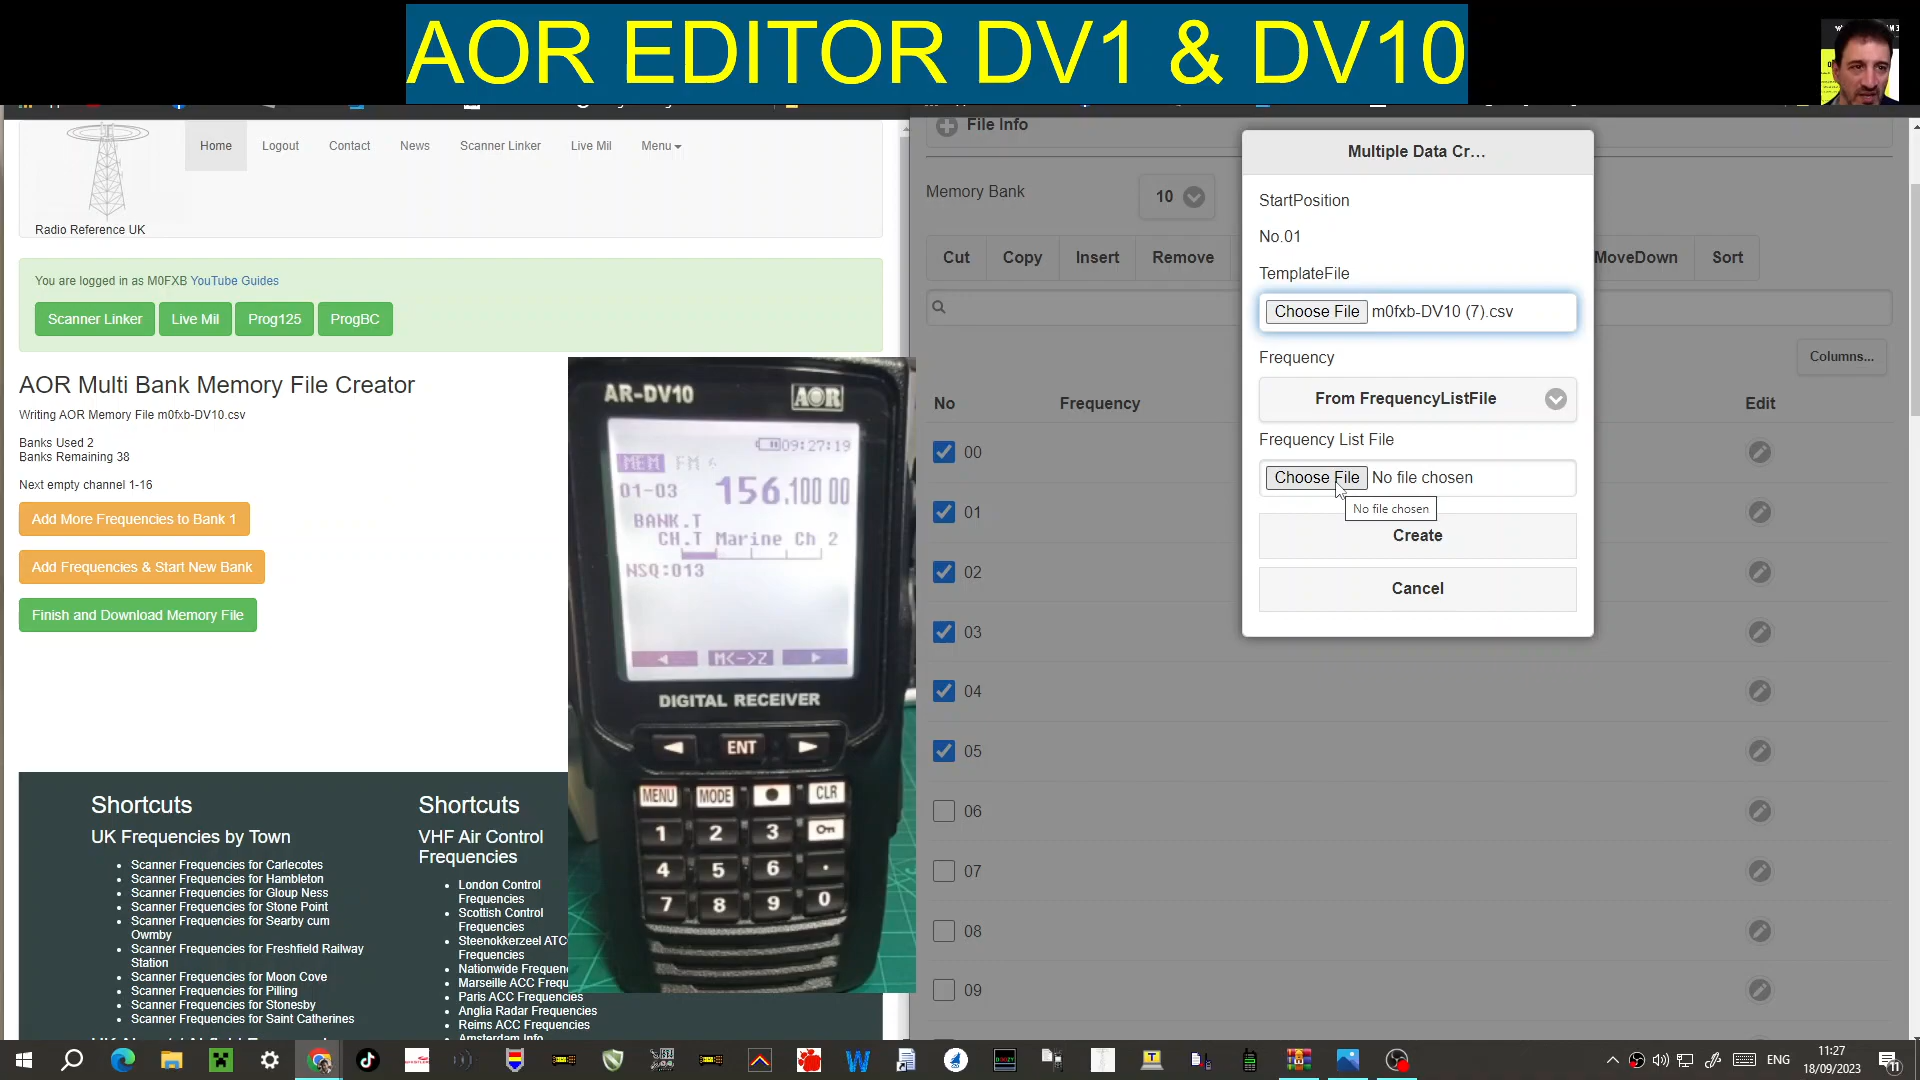 AOR EDITOR DV1 & DV10
Radio Reference UK
Home
Logout
Contact
News
Scanner Linker
Live Mil
Menu
You are logged in as M0FXB YouTube Guides
Scanner Linker
Live Mil
Prog125
ProgBC
AOR Multi Bank Memory File Creator
Writing AOR Memory File m0fxb-DV10.csv
Banks Used 2
Banks Remaining 38
Next empty channel 1-16
Add More Frequencies to Bank 1
Add Frequencies & Start New Bank
Finish and Download Memory File
Shortcuts
UK Frequencies by Town
Scanner Frequencies for Carlecotes
Scanner Frequencies for Hambleton
Scanner Frequencies for Gloup Ness
Scanner Frequencies for Stone Point
Scanner Frequencies for Searby cum
Owmby
Scanner Frequencies for Freshfield Railway
Station
Scanner Frequencies for Moon Cove
Scanner Frequencies for Pilling
Scanner Frequencies for Stonesby
Scanner Frequencies for Saint Catherines
Shortcuts
VHF Air Control
Frequencies
London Control
Frequencies
Scottish Control
Frequencies
Steenokkerzeel ATC
Frequencies
Nationwide Frequen
Marseille ACC Frequ
Paris ACC Frequencies
Anglia Radar Frequencies
Reims ACC Frequencies
Amsterdam Info
AR-DV10
AOR
09:27:19
MEM FM 6
01-03 156.100 00
BANK.T
CH.T Marine Ch 2
NSQ:013
M<->Z
DIGITAL RECEIVER
ENT
MENU MODE CLR
1 2 3
4 5 6 .
7 8 9 0
File Info
Memory Bank
10
Cut
Copy
Insert
Remove
MoveDown
Sort
Columns...
No
Frequency
Edit
00
01
02
03
04
05
06
07
08
09
Multiple Data Cr…
StartPosition
No.01
TemplateFile
Choose File m0fxb-DV10 (7).csv
Frequency
From FrequencyListFile
Frequency List File
Choose File No file chosen
No file chosen
Create
Cancel
ENG
11:27
18/09/2023
11